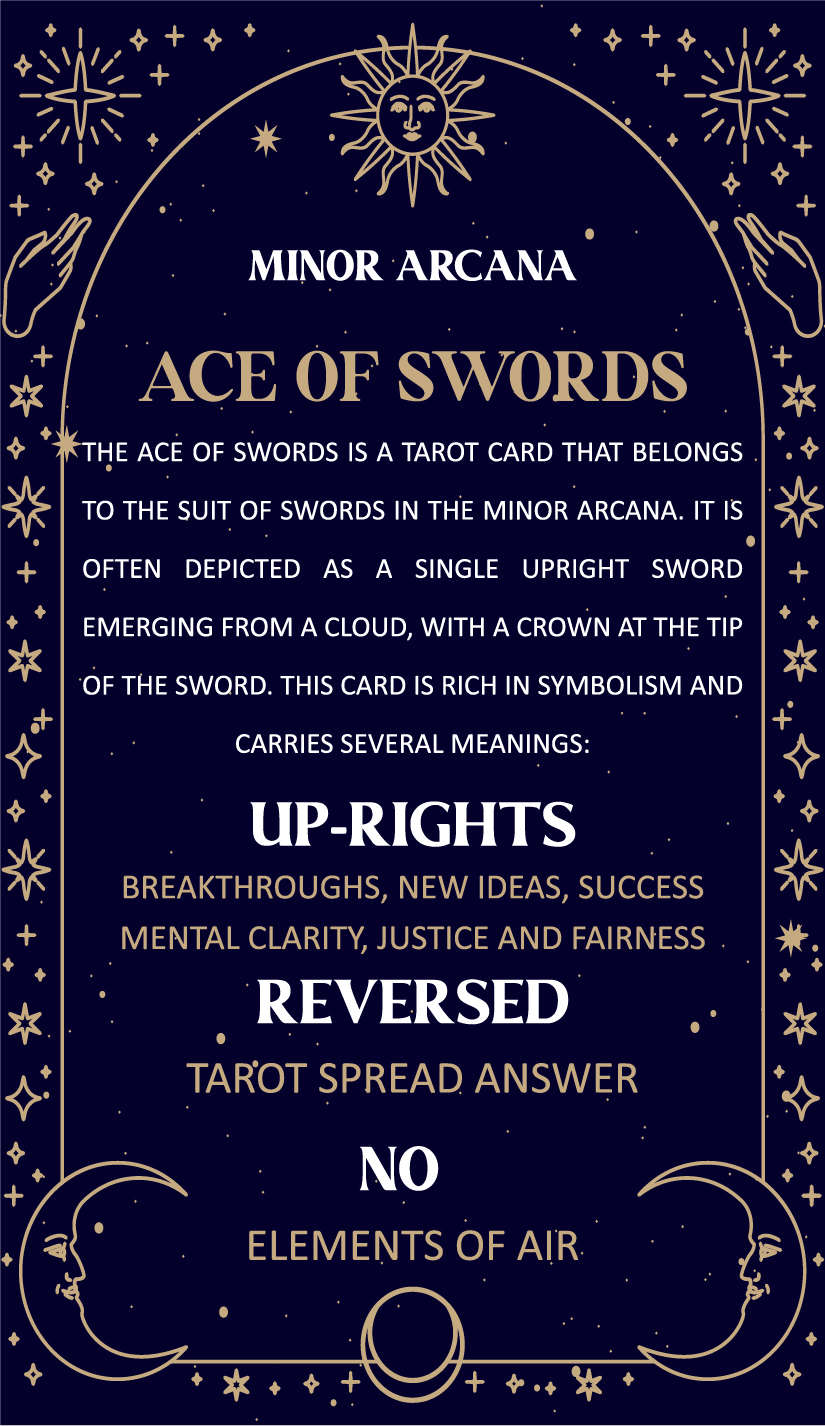 MINOR ARCANA
ACE OF SWORDS
THE ACE OF SWORDS IS A TAROT CARD THAT BELONGS
TO THE SUIT OF SWORDS IN THE MINOR ARCANA. IT IS
OFTEN DEPICTED AS A SINGLE UPRIGHT SWORD
EMERGING FROM A CLOUD, WITH A CROWN AT THE TIP
OF THE SWORD. THIS CARD IS RICH IN SYMBOLISM AND
CARRIES SEVERAL MEANINGS:
UP-RIGHTS
BREAKTHROUGHS, NEW IDEAS, SUCCESS
MENTAL CLARITY, JUSTICE AND FAIRNESS
REVERSED
TAROT SPREAD ANSWER
NO
ELEMENTS OF AIR